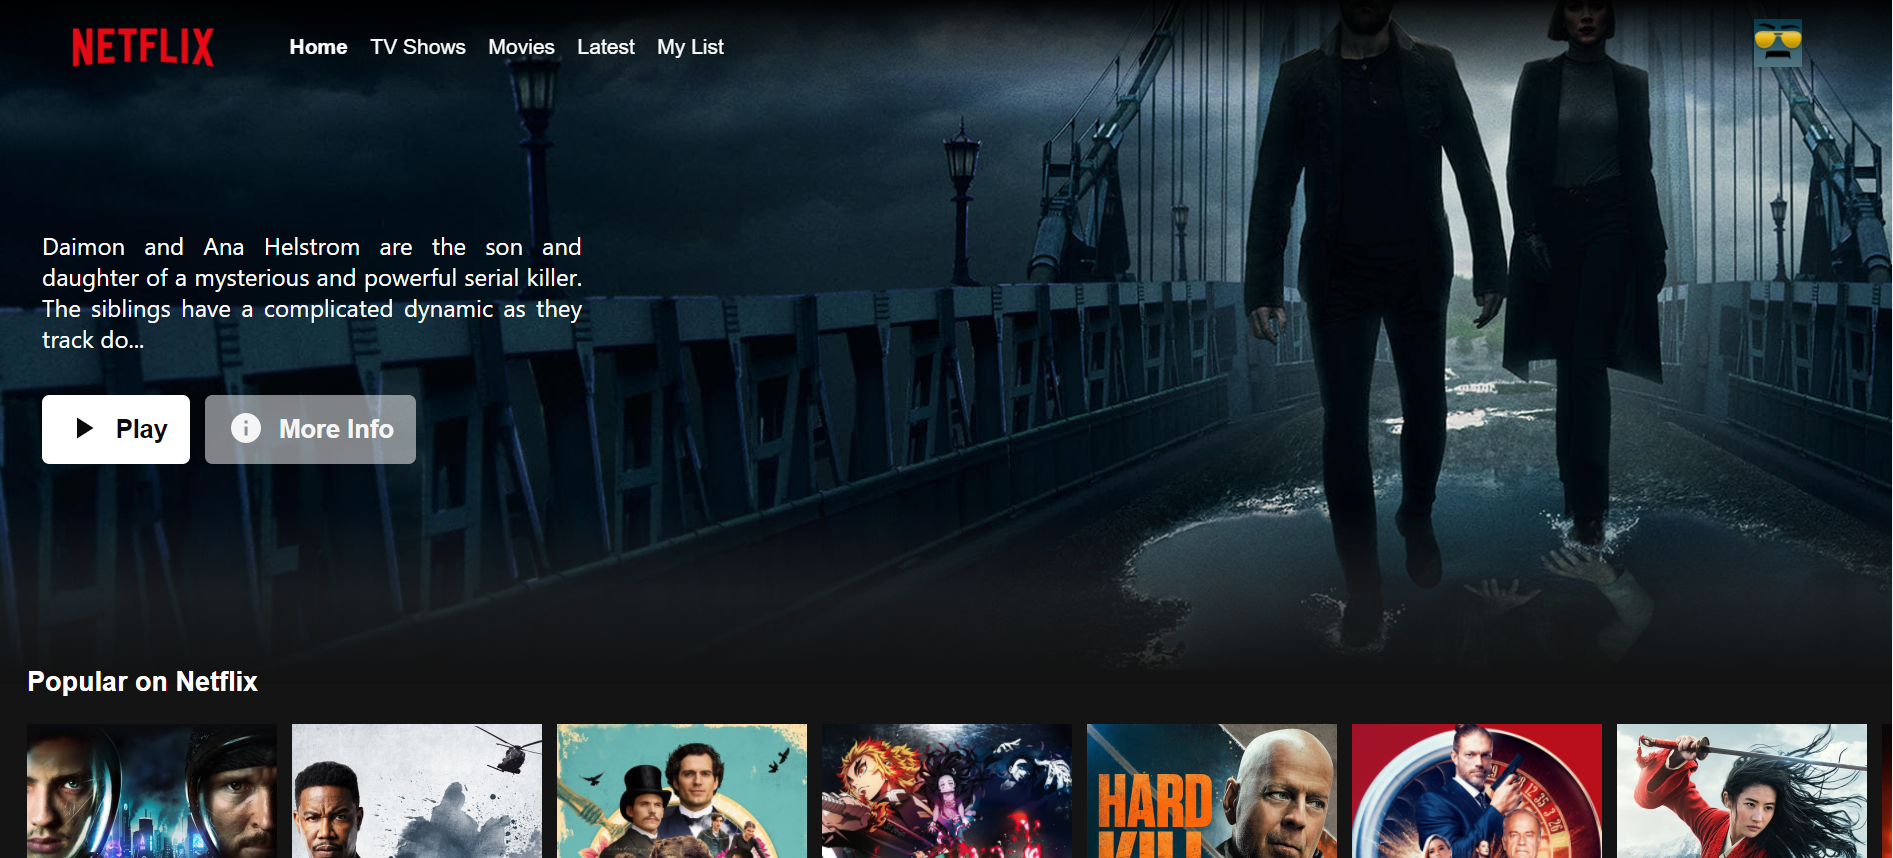 NETFLIX
Home TV Shows Movies Latest My List
Daimon and Ana Helstrom are the son and
daughter of a mysterious and powerful serial killer.
The siblings have a complicated dynamic as they
track do...
Play More Info
Popular on Netflix
HARD
KILL